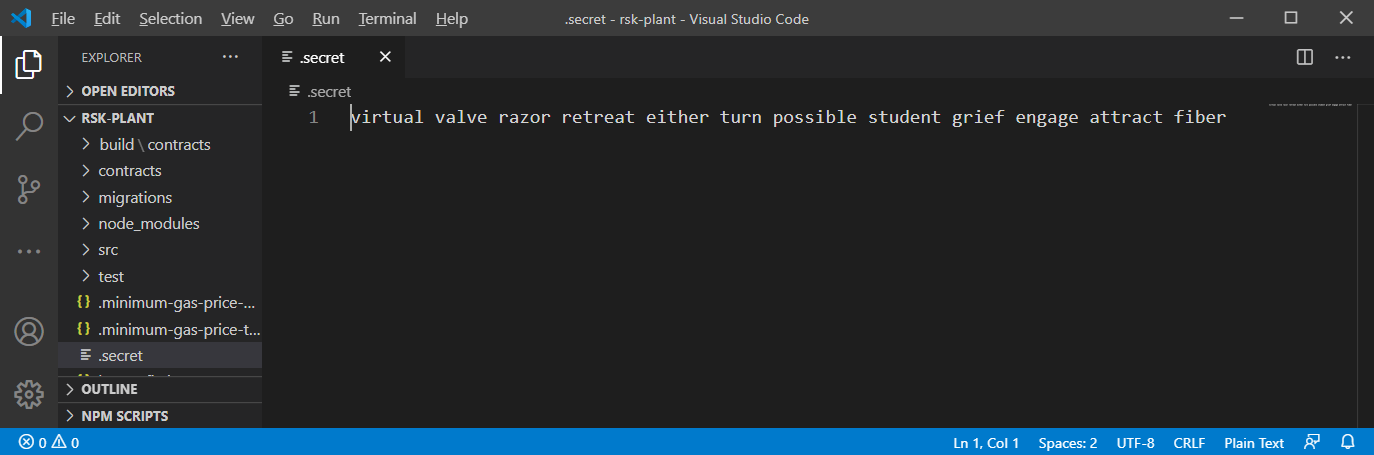 File Edit Selection View Go Run Terminal Help .secret - rsk-plant - Visual Studio Code
EXPLORER
.secret
OPEN EDITORS
.secret
RSK-PLANT
1 virtual valve razor retreat either turn possible student grief engage attract fiber
build\contracts
contracts
migrations
node_modules
src
test
.minimum-gas-price-...
.minimum-gas-price-t...
.secret
OUTLINE
NPM SCRIPTS
0 0 Ln 1, Col 1 Spaces: 2 UTF-8 CRLF Plain Text